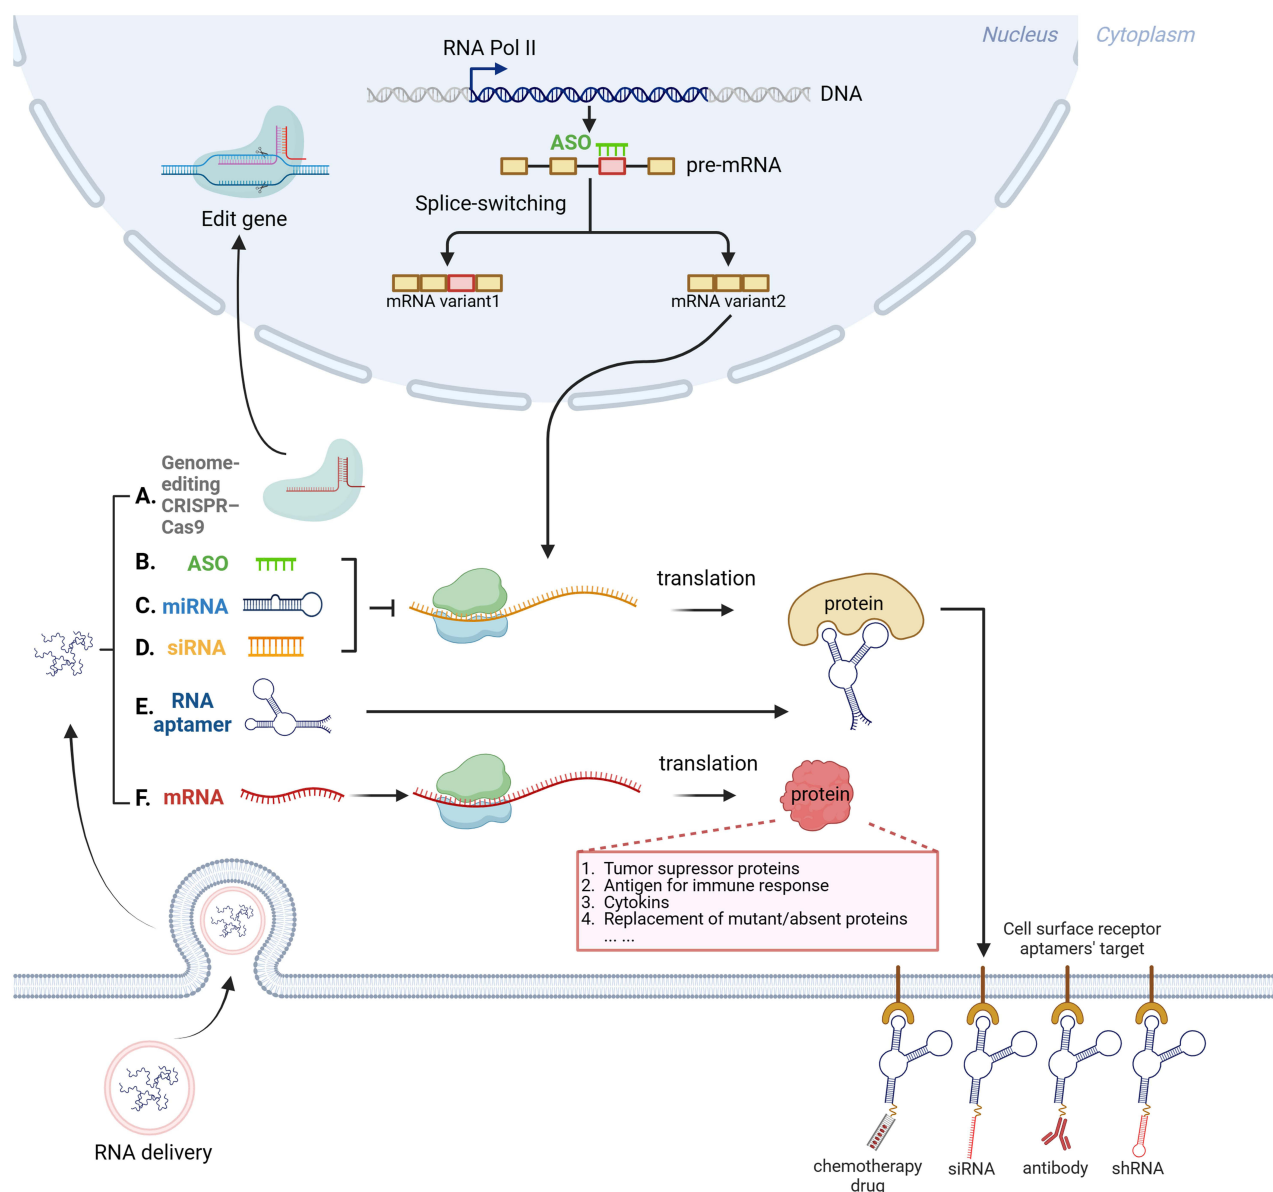 Nucleus
Cytoplasm
RNA Pol II
DNA
ASO
pre-mRNA
Splice-switching
Edit gene
mRNA variant1
mRNA variant2
A.
Genome-
editing
CRISPR–
Cas9
B. ASO
C. miRNA
D. siRNA
translation
protein
E. RNA
aptamer
F. mRNA
translation
protein
1. Tumor supressor proteins
2. Antigen for immune response
3. Cytokins
4. Replacement of mutant/absent proteins
... ...
Cell surface receptor
aptamers' target
RNA delivery
chemotherapy
drug
siRNA
antibody
shRNA